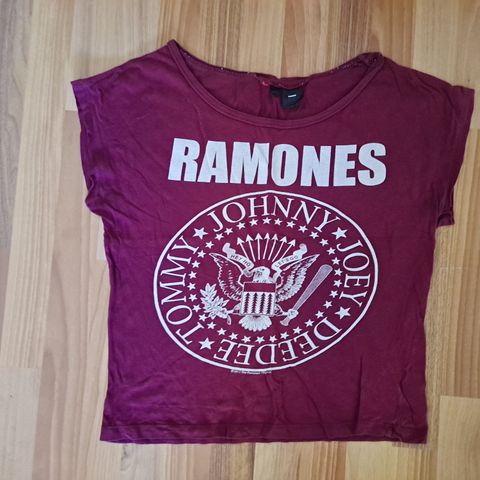 RAMONES
JOHNNY ★ JOEY ★ DEEDEE ★ TOMMY ★